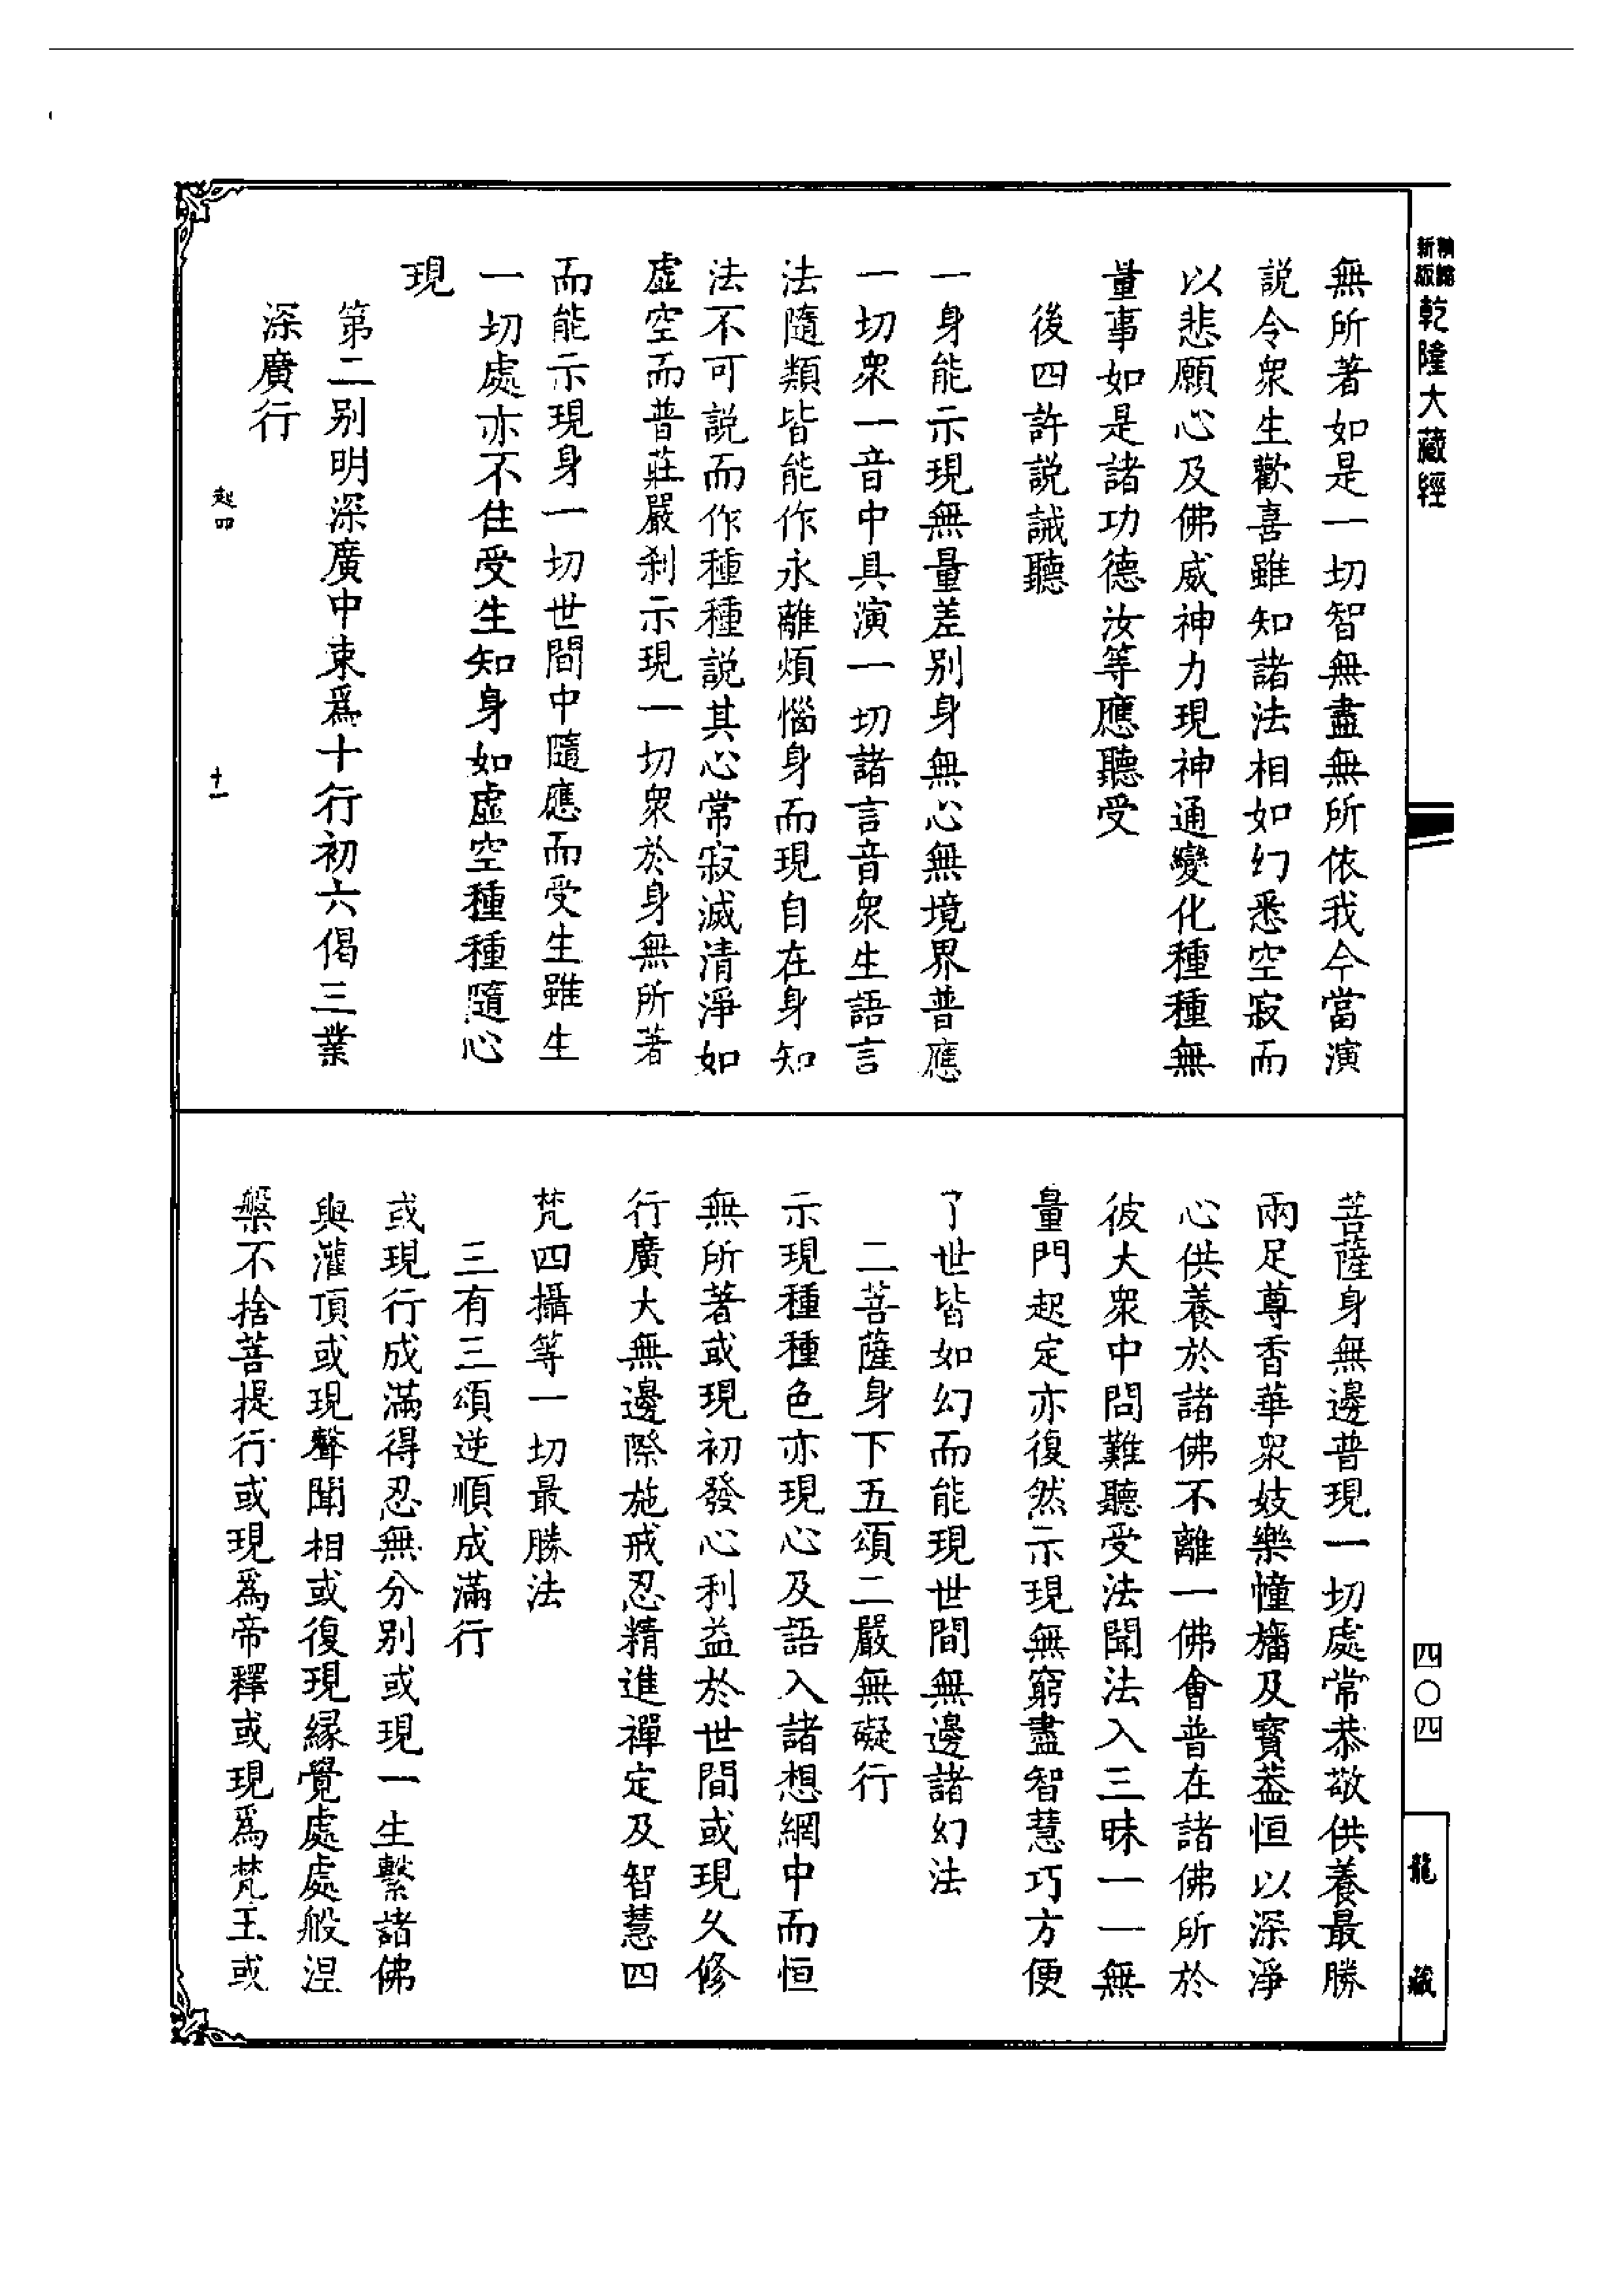 精縮新版乾隆大藏經
無所著如是一切智無盡無所依我今當演
説令衆生歡喜雖知諸法相如幻悉空寂而
以悲願心及佛威神力現神通變化種種無
量事如是諸功德汝等應聽受
後四許説誡聽
一身能示現無量差别身無心無境界普應
一切衆一音中具演一切諸言音衆生語言
法隨類皆能作永離煩惱身而現自在身知
法不可説而作種種説其心常寂滅清淨如
虚空而普莊嚴刹示現一切衆於身無所著
而能示現身一切世間中隨應而受生雖生
一切處亦不住受生知身如虚空種種隨心
現
第二别明深廣中束爲十行初六偈三業
深廣行
起四
十一
菩薩身無邊普現一切處常恭敬供養最勝
兩足尊香華衆妓樂幢旛及寳葢恒以深淨
心供養於諸佛不離一佛會普在諸佛所於
彼大衆中問難聽受法聞法入三昧一一無
量門起定亦復然示現無窮盡智慧巧方便
了世皆如幻而能現世間無邊諸幻法
二菩薩身下五頌二嚴無礙行
示現種種色亦現心及語入諸想網中而恒
無所著或現初發心利益於世間或現久修
行廣大無邊際施戒忍精進禪定及智慧四
梵四攝等一切最勝法
三有三頌逆順成滿行
或現行成滿得忍無分别或現一生繫諸佛
與灌頂或現聲聞相或復現緣覺處處般涅
槃不捨菩提行或現爲帝釋或現爲梵王或
四〇四
龍藏